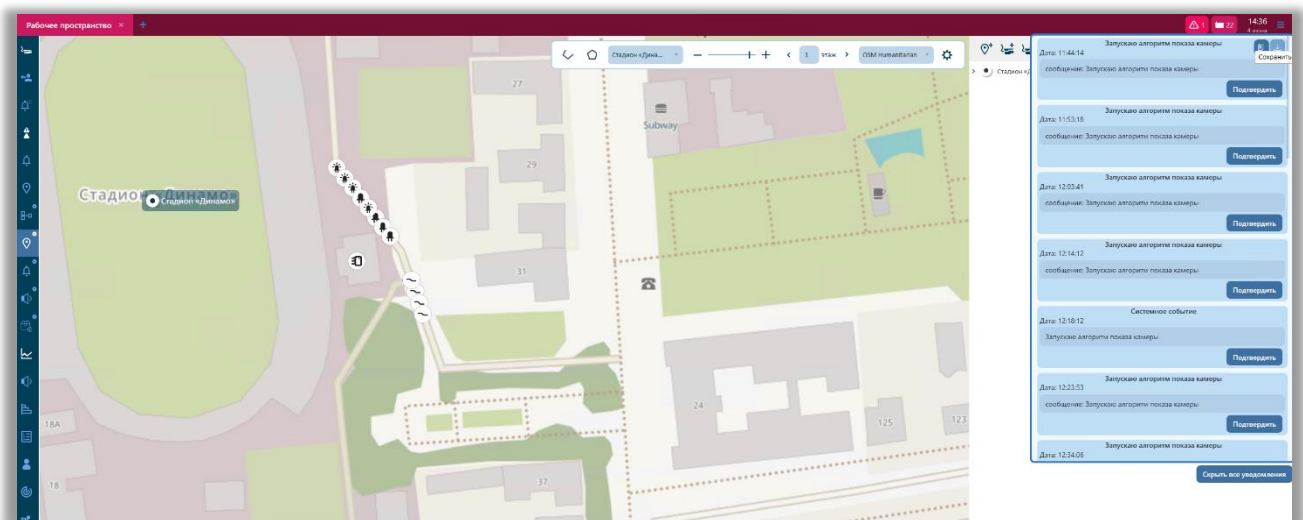 Рабочее пространство × +
1
22
14:36
4 июня
Стадион «Дина...
1 этаж
OSM Humanitarian
27
Subway
29
Стадион «Динамо»
Стадион «Динамо»
31
24
125
123
18А
18
37
Запускаю алгоритм показа камеры
Дата: 11:44:14
Сохранить
сообщение: Запускаю алгоритм показа камеры
Подтвердить
Запускаю алгоритм показа камеры
Дата: 11:53:18
сообщение: Запускаю алгоритм показа камеры
Подтвердить
Запускаю алгоритм показа камеры
Дата: 12:03:41
сообщение: Запускаю алгоритм показа камеры
Подтвердить
Запускаю алгоритм показа камеры
Дата: 12:14:12
сообщение: Запускаю алгоритм показа камеры
Подтвердить
Системное событие
Дата: 12:18:12
Запускаю алгоритм показа камеры
Подтвердить
Запускаю алгоритм показа камеры
Дата: 12:23:53
сообщение: Запускаю алгоритм показа камеры
Подтвердить
Запускаю алгоритм показа камеры
Дата: 12:34:06
Скрыть все уведомления